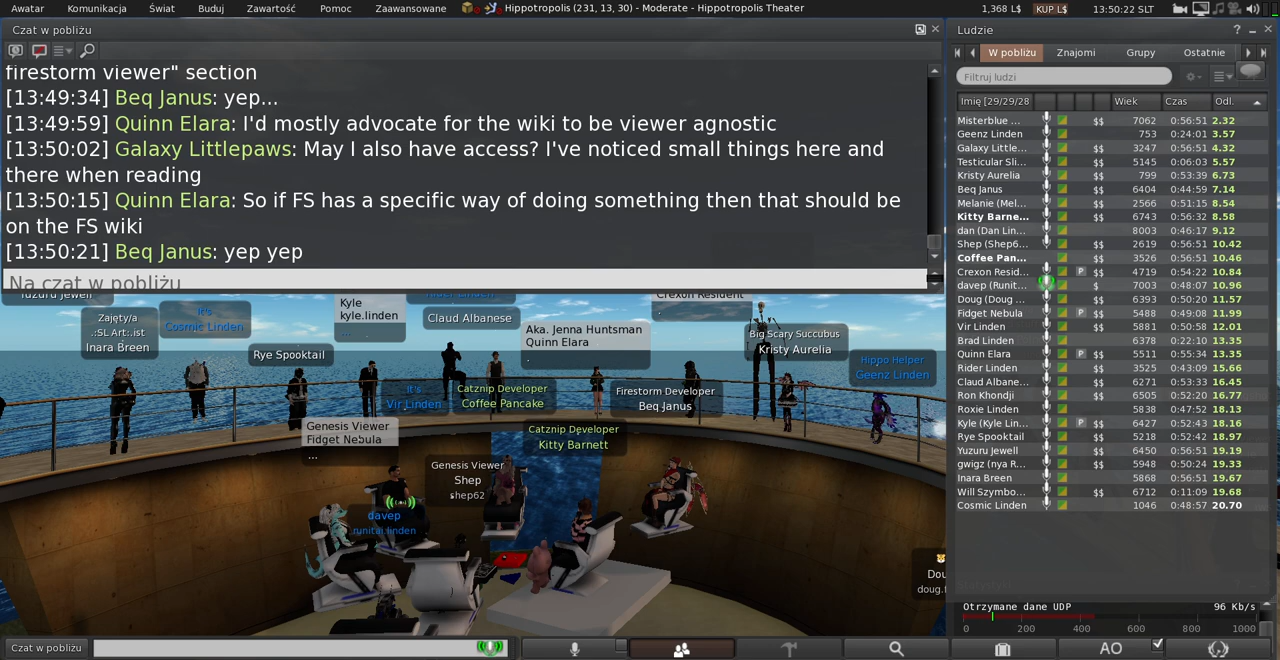 Awatar Komunikacja Świat Buduj Zawartość Pomoc Zaawansowane Hippotropolis (231, 13, 30) - Moderate - Hippotropolis Theater 1,368 L$ KUP L$ 13:50:22 SLT
Czat w pobliżu
firestorm viewer" section
[13:49:34] Beq Janus: yep...
[13:49:59] Quinn Elara: I'd mostly advocate for the wiki to be viewer agnostic
[13:50:02] Galaxy Littlepaws: May I also have access? I've noticed small things here and
there when reading
[13:50:15] Quinn Elara: So if FS has a specific way of doing something then that should be
on the FS wiki
[13:50:21] Beq Janus: yep yep
Na czat w pobliżu
Yuzuru Jewell
Zajęty/a
.:SL Art:.ist
Inara Breen
It's
Cosmic Linden
Rye Spooktail
Kyle
kyle.linden
...
Rider Linden
Claud Albanese
Aka. Jenna Huntsman
Quinn Elara
.
Crexon Resident
.
Big Scary Succubus
Kristy Aurelia
Hippo Helper
Geenz Linden
It's
Vir Linden
Catznip Developer
Coffee Pancake
Firestorm Developer
Beq Janus
Genesis Viewer
Fidget Nebula
...
Catznip Developer
Kitty Barnett
Genesis Viewer
Shep
shep62
davep
runitai.linden
Dou
doug.
Ludzie
W pobliżu Znajomi Grupy Ostatnie
Filtruj ludzi
Imię [29/29/28 Wiek Czas Odl.
Misterblue ... $$ 7062 0:56:51 2.32
Geenz Linden 753 0:24:01 3.57
Galaxy Little... $$ 3247 0:56:51 4.32
Testicular Sli... $$ 5145 0:06:03 5.57
Kristy Aurelia $$ 799 0:53:39 6.73
Beq Janus $$ 6404 0:44:59 7.14
Melanie (Mel... $$ 2566 0:51:15 8.54
Kitty Barne... $$ 6743 0:56:32 8.58
dan (Dan Lin... 8003 0:46:17 9.12
Shep (Shep6... $$ 2619 0:56:51 10.42
Coffee Pan... $$ 3526 0:56:51 10.46
Crexon Resid... P $$ 4719 0:54:22 10.84
davep (Runit... $ 7003 0:48:07 10.96
Doug (Doug ... $$ 6393 0:50:20 11.57
Fidget Nebula P $$ 5488 0:49:08 11.99
Vir Linden $$ 5881 0:50:58 12.01
Brad Linden 6378 0:22:10 13.35
Quinn Elara P $$ 5511 0:55:34 13.35
Rider Linden $$ 3525 0:43:09 15.66
Claud Albane... $$ 6271 0:53:33 16.45
Ron Khondji $$ 6505 0:52:20 16.77
Roxie Linden 5838 0:47:52 18.13
Kyle (Kyle Lin... P $$ 6427 0:52:43 18.16
Rye Spooktail $$ 5218 0:52:42 18.97
Yuzuru Jewell $$ 6450 0:56:51 19.19
gwigz (nya R... $$ 5948 0:50:24 19.33
Inara Breen 5868 0:56:51 19.67
Will Szymbo... $$ 6712 0:11:09 19.68
Cosmic Linden 1046 0:48:57 20.70
Otrzymane dane UDP 96 Kb/s
0 200 400 600 800 1000
Czat w pobliżu
AO